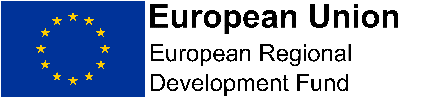 European Union
European Regional
Development Fund